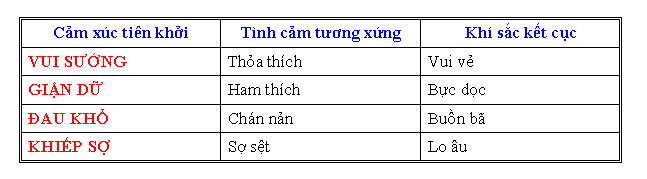 Cảm xúc tiên khởi Tình cảm tương xứng Khí sắc kết cục
VUI SƯỚNG Thỏa thích Vui vẻ
GIẬN DỮ Ham thích Bực dọc
ĐAU KHỔ Chán nản Buồn bã
KHIẾP SỢ Sợ sệt Lo âu